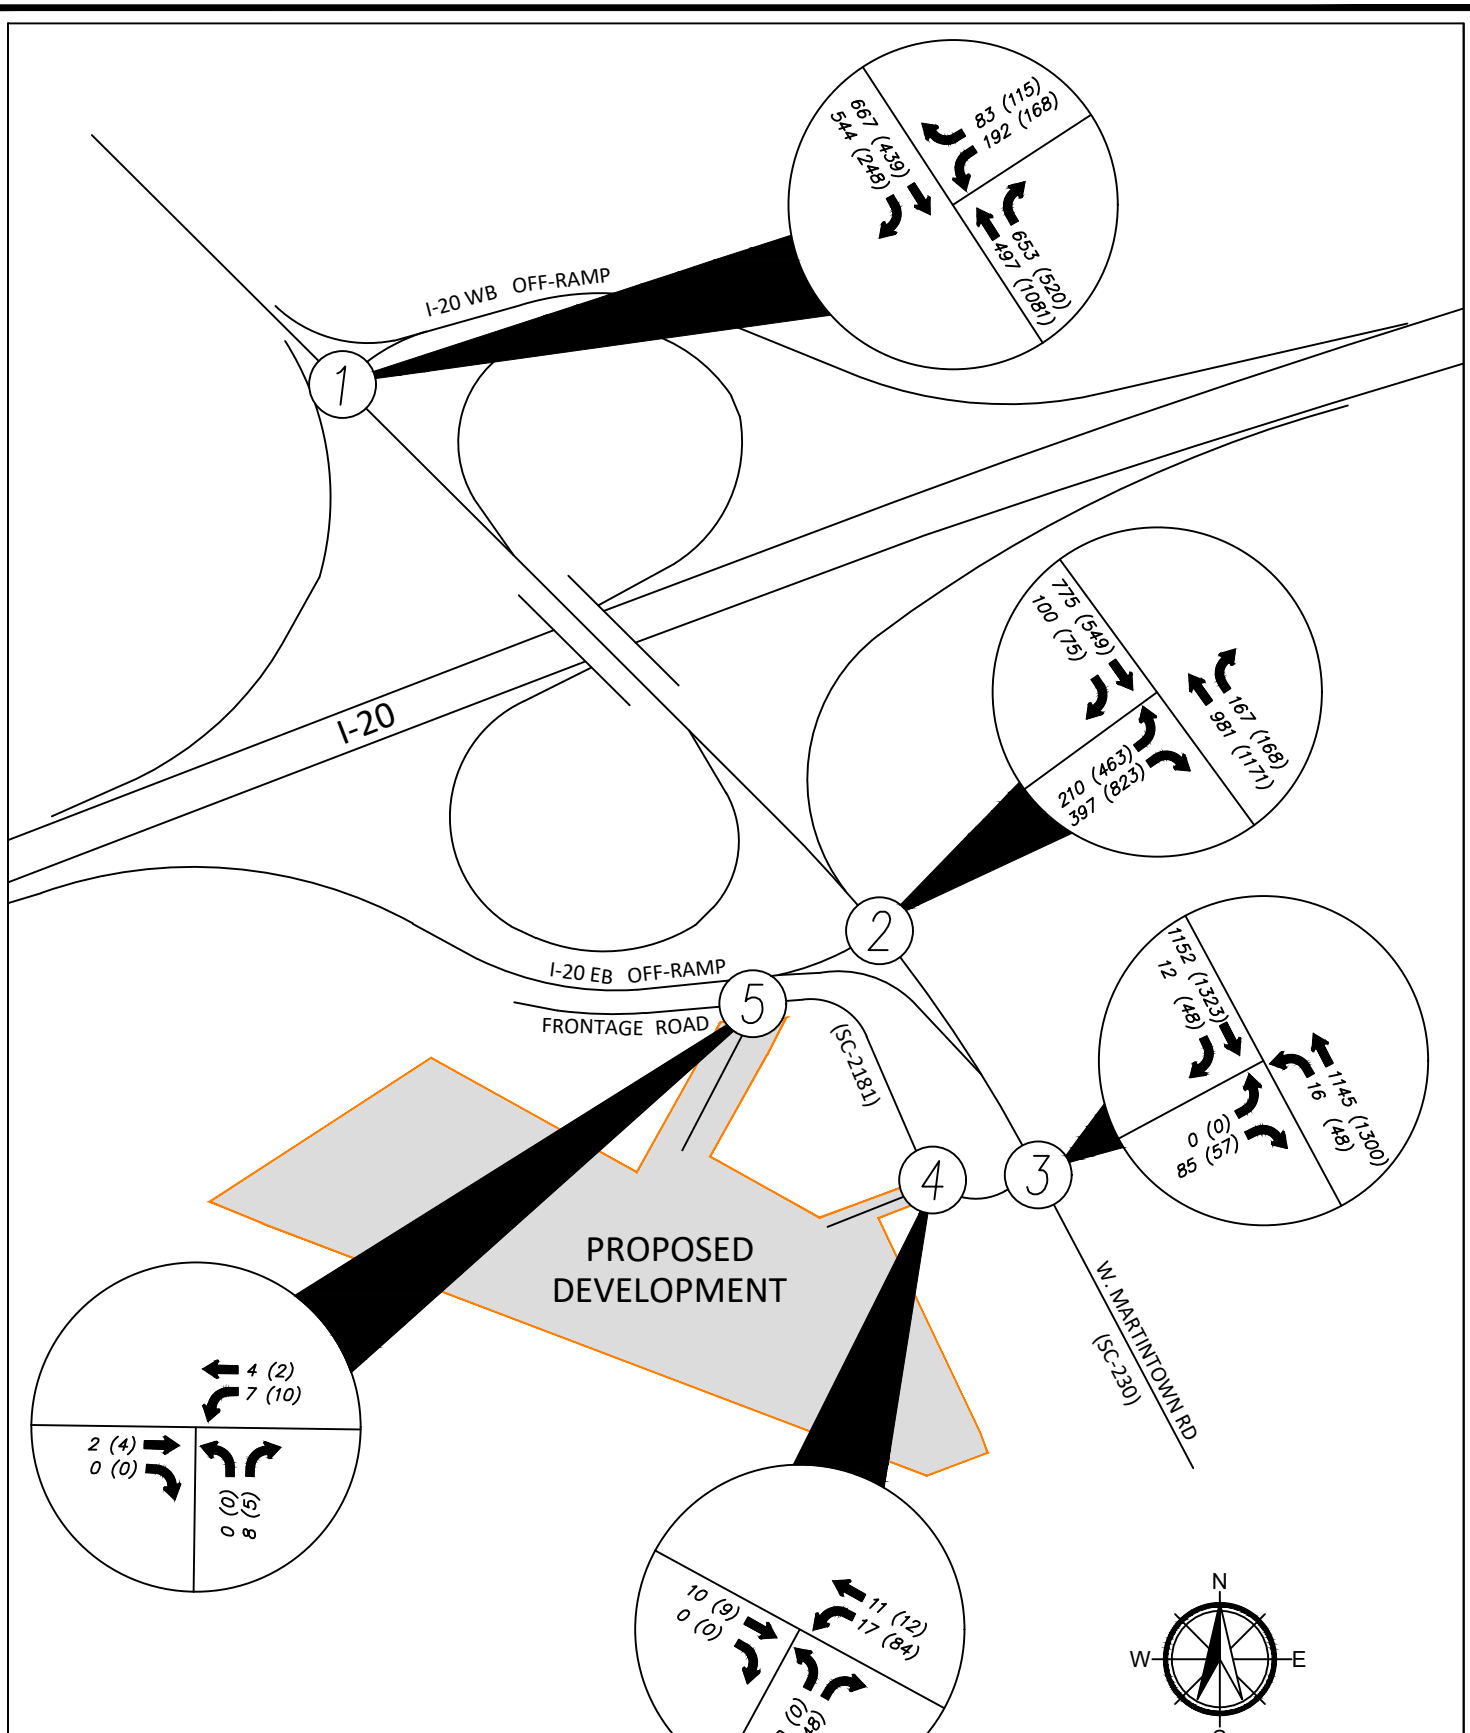 83 (115)
192 (168)
667 (439)
544 (248)
653 (520)
497 (1081)
I-20 WB OFF-RAMP
1
775 (549)
100 (75)
167 (168)
981 (1171)
210 (463)
397 (823)
I-20
2
1152 (1323)
12 (48)
1145 (1300)
16 (48)
0 (0)
85 (57)
I-20 EB OFF-RAMP
5
FRONTAGE ROAD
(SC-2181)
4
3
PROPOSED
DEVELOPMENT
W. MARTINTOWN RD
(SC-230)
4 (2)
7 (10)
2 (4)
0 (0)
0 (0)
8 (5)
10 (9)
0 (0)
11 (12)
17 (84)
(0)
N
W
E